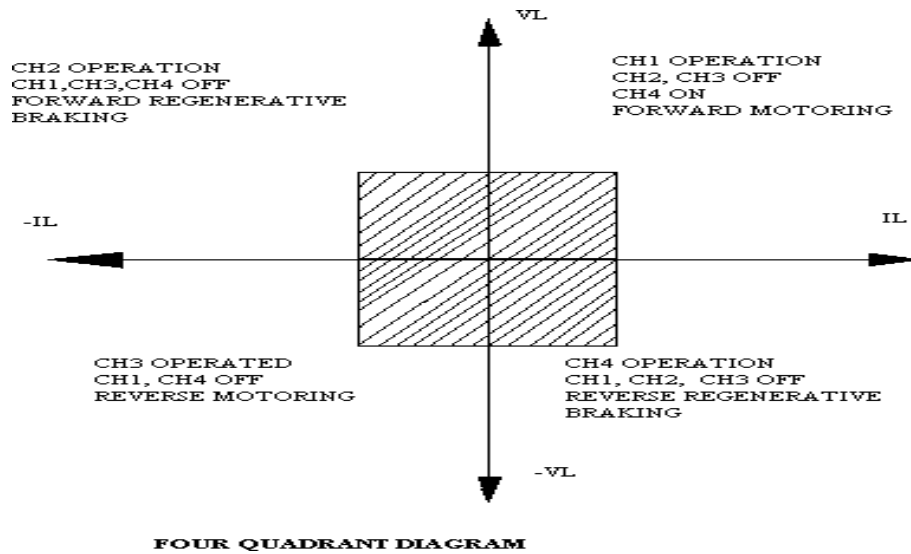 VL
CH2 OPERATION
CH1,CH3,CH4 OFF
FORWARD REGENERATIVE
BRAKING
CH1 OPERATION
CH2, CH3 OFF
CH4 ON
FORWARD MOTORING
-IL
IL
CH3 OPERATED
CH1, CH4 OFF
REVERSE MOTORING
CH4 OPERATION
CH1, CH2, CH3 OFF
REVERSE REGENERATIVE
BRAKING
-VL
FOUR QUADRANT DIAGRAM